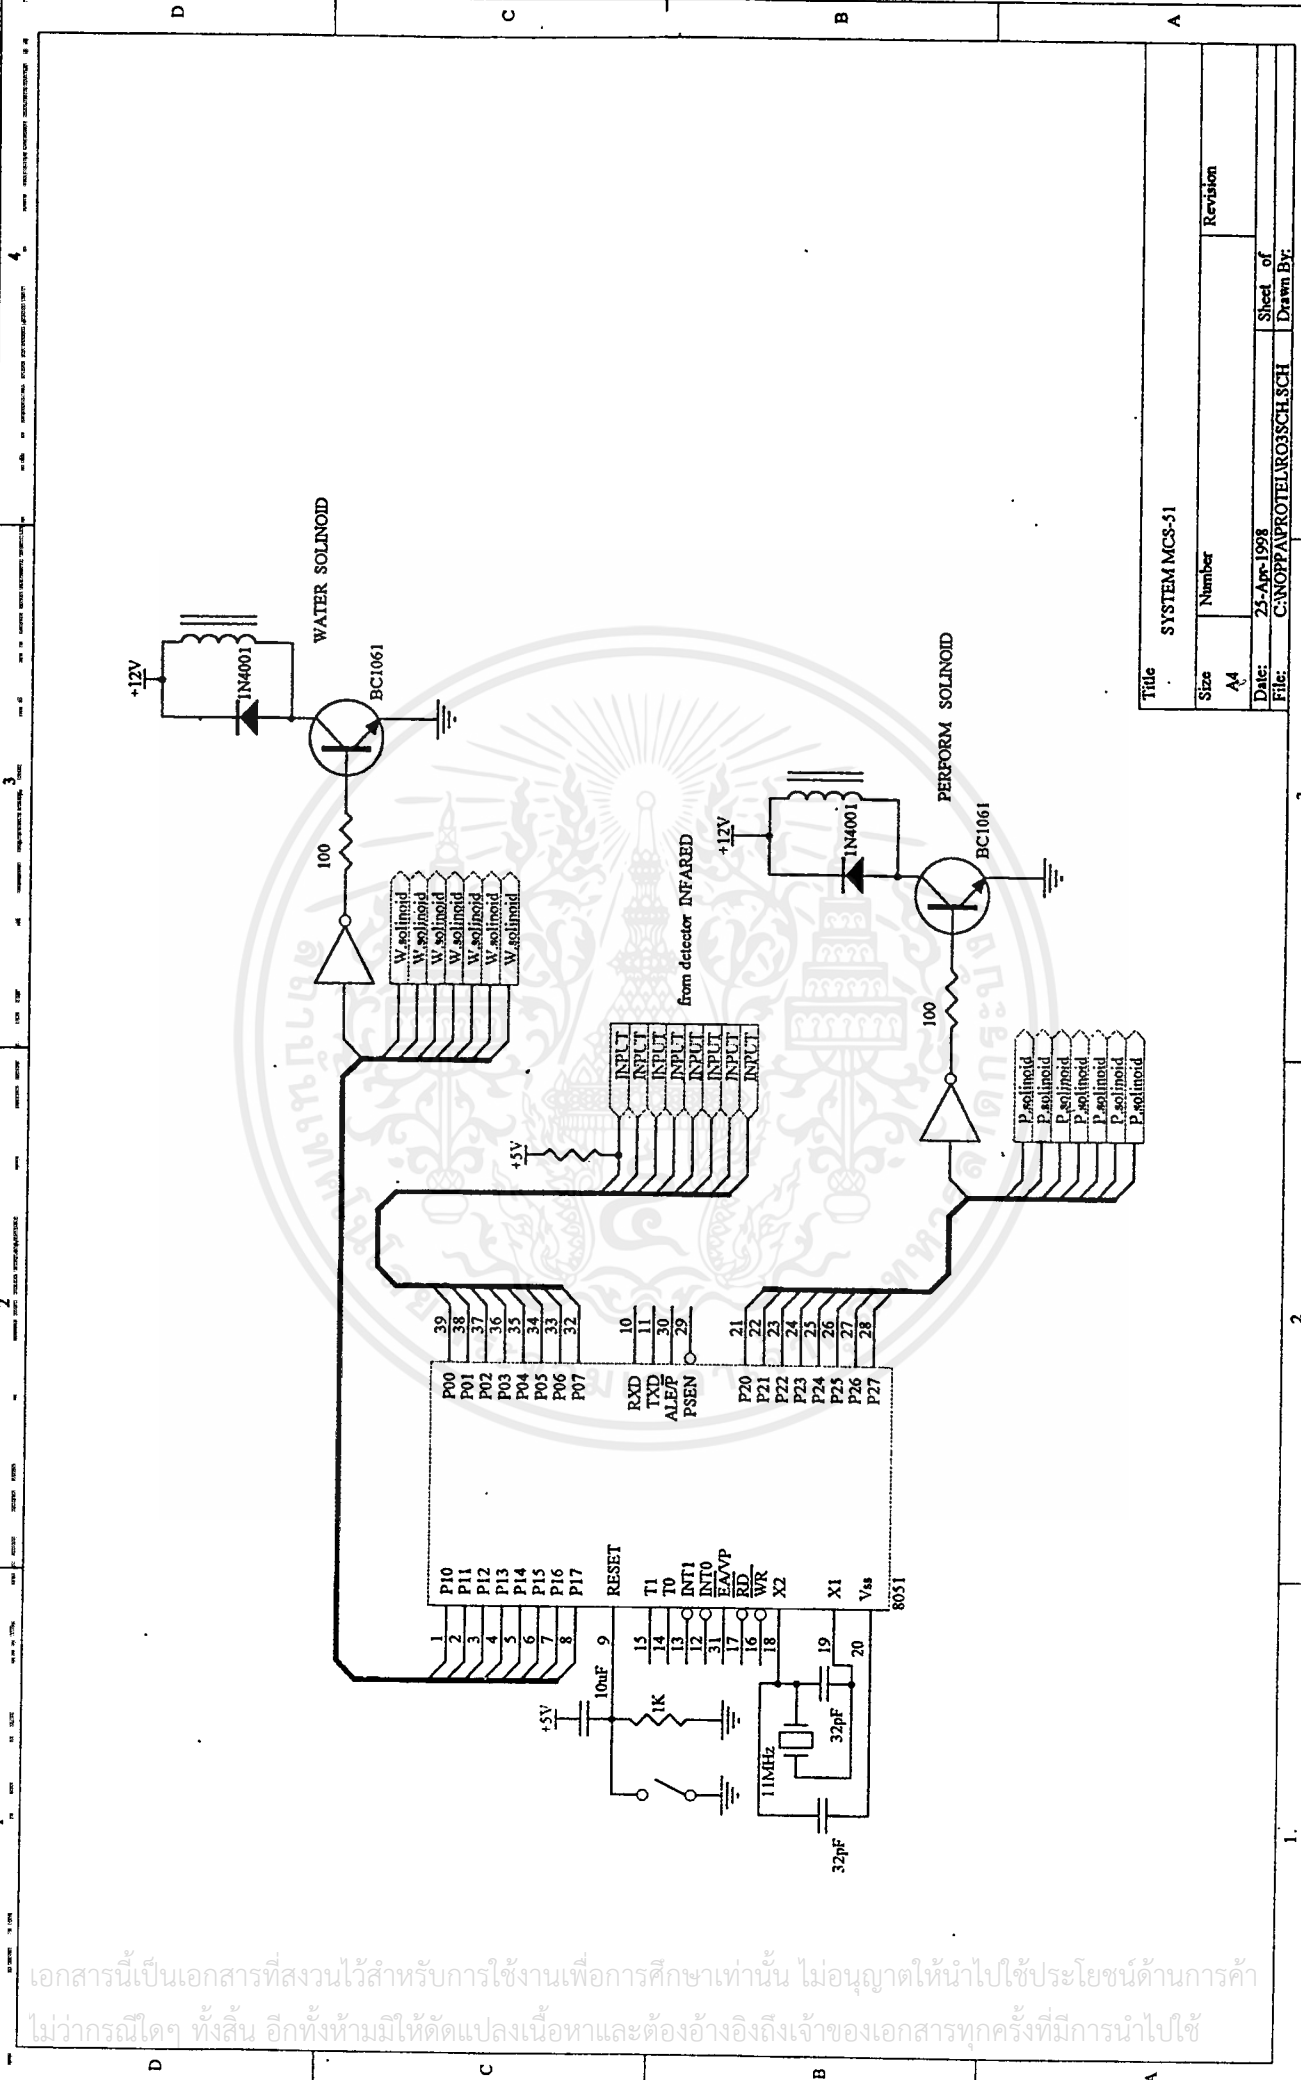 D
C
B
A
4
3
2
1
+12V
1N4001
WATER SOLINOID
BC1061
100
W.solinoid
W.solinoid
W.solinoid
W.solinoid
W.solinoid
W.solinoid
W.solinoid
+5V
INPUT
INPUT
INPUT
INPUT
INPUT
INPUT
INPUT
INPUT
from detector INFARED
+12V
1N4001
PERFORM SOLINOID
BC1061
100
P.solinoid
P.solinoid
P.solinoid
P.solinoid
P.solinoid
P.solinoid
P.solinoid
1 P10
2 P11
3 P12
4 P13
5 P14
6 P15
7 P16
8 P17
9 RESET
15 T1
14 T0
13 INT1
12 INT0
31 EA/VP
17 RD
16 WR
18 X2
19 X1
20 Vss
8051
P00 39
P01 38
P02 37
P03 36
P04 35
P05 34
P06 33
P07 32
RXD 10
TXD 11
ALE/P 30
PSEN 29
P20 21
P21 22
P22 23
P23 24
P24 25
P25 26
P26 27
P27 28
+5V
10uF
1K
11MHz
32pF
32pF
Title
SYSTEM MCS-51
Size
Number
Revision
A4
Date: 25-Apr-1998
Sheet of
File: C:\NOPPA\PROTEL\RO3SCH.SCH
Drawn By:
D
C
B
A
2
1
เอกสารนี้เป็นเอกสารที่สงวนไว้สำหรับการใช้งานเพื่อการศึกษาเท่านั้น ไม่อนุญาตให้นำไปใช้ประโยชน์ด้านการค้า
ไม่ว่ากรณีใดๆ ทั้งสิ้น อีกทั้งห้ามมิให้ดัดแปลงเนื้อหาและต้องอ้างอิงถึงเจ้าของเอกสารทุกครั้งที่มีการนำไปใช้